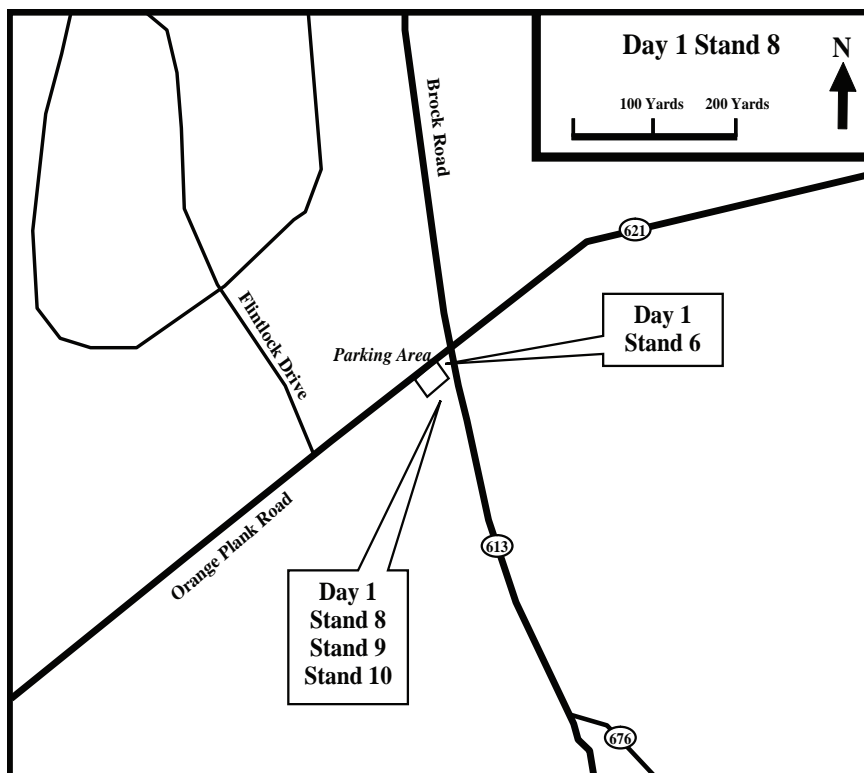 Day 1 Stand 8
N
100 Yards 200 Yards
Brock Road
621
Day 1
Stand 6
Parking Area
Flintlock Drive
Orange Plank Road
613
Day 1
Stand 8
Stand 9
Stand 10
676